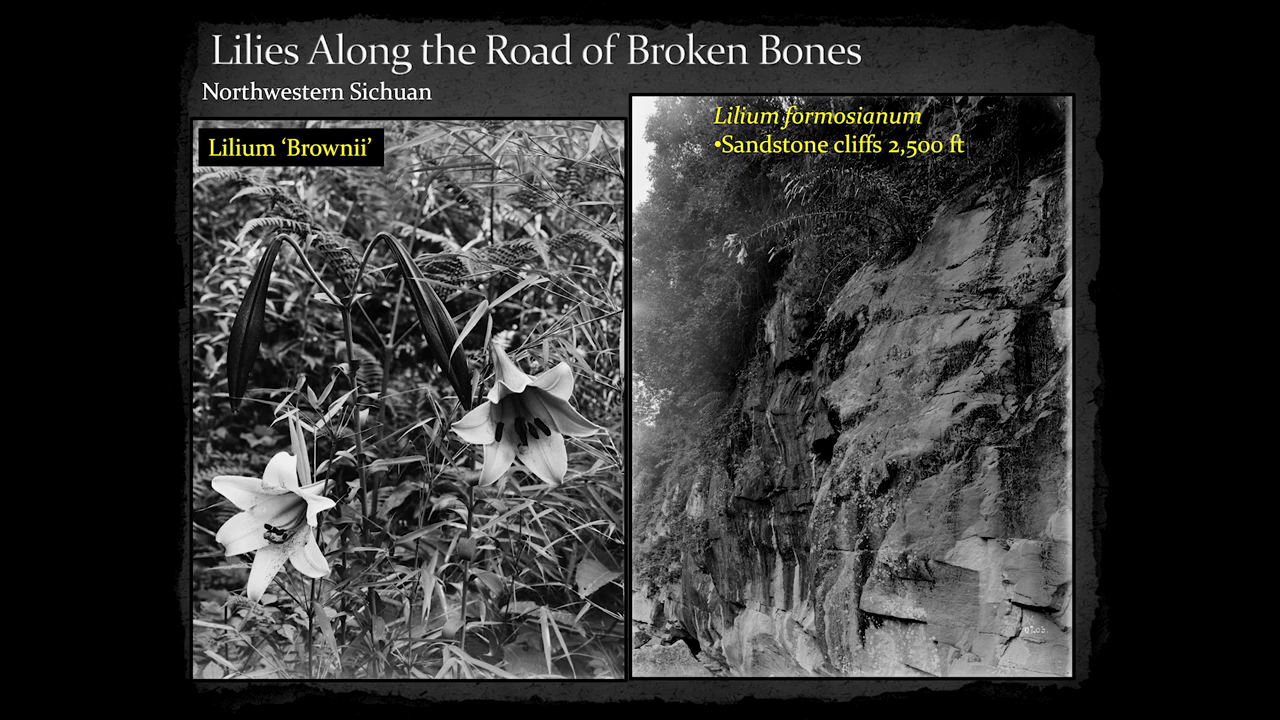 Lilies Along the Road of Broken Bones
Northwestern Sichuan
Lilium ‘Brownii’
Lilium formosianum
•Sandstone cliffs 2,500 ft